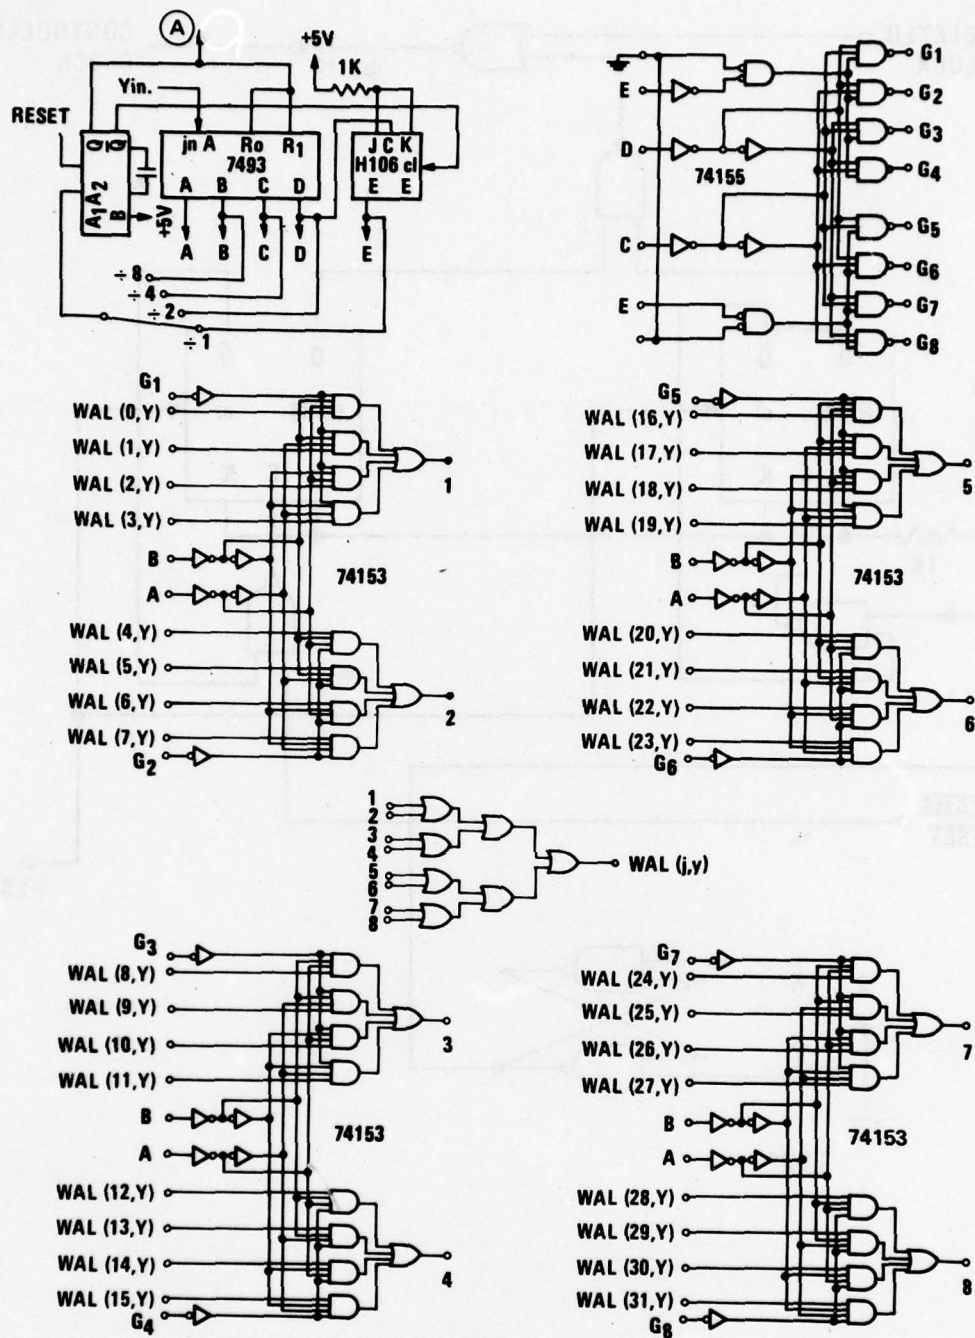 A
+5V
1K
Yin.
RESET
Q Q
jn A Ro R1
7493
A B C D
J C K
H106 cl
E E
A1 A2 B
+5V
A B C D E
÷ 8
÷ 4
÷ 2
÷ 1
E
D
74155
C
E
G1
G2
G3
G4
G5
G6
G7
G8
G1
WAL (0,Y)
WAL (1,Y)
WAL (2,Y)
WAL (3,Y)
1
B
A
74153
WAL (4,Y)
WAL (5,Y)
WAL (6,Y)
WAL (7,Y)
G2
2
G5
WAL (16,Y)
WAL (17,Y)
WAL (18,Y)
WAL (19,Y)
5
B
A
74153
WAL (20,Y)
WAL (21,Y)
WAL (22,Y)
WAL (23,Y)
G6
6
1
2
3
4
5
6
7
8
WAL (j,y)
G3
WAL (8,Y)
WAL (9,Y)
WAL (10,Y)
WAL (11,Y)
3
B
A
74153
WAL (12,Y)
WAL (13,Y)
WAL (14,Y)
WAL (15,Y)
G4
4
G7
WAL (24,Y)
WAL (25,Y)
WAL (26,Y)
WAL (27,Y)
7
B
A
74153
WAL (28,Y)
WAL (29,Y)
WAL (30,Y)
WAL (31,Y)
G8
8